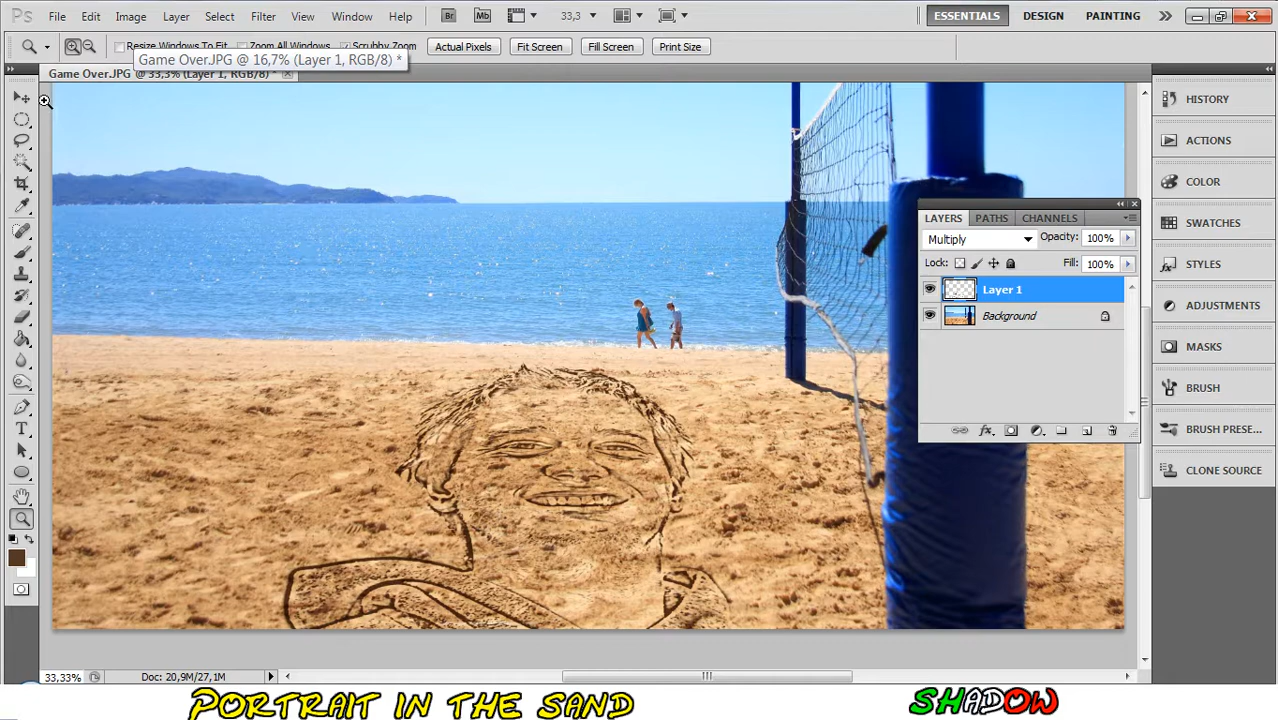 Ps File Edit Image Layer Select Filter View Window Help Br Mb 33,3 ESSENTIALS DESIGN PAINTING
Resize Windows To Fit Zoom All Windows Scrubby Zoom Actual Pixels Fit Screen Fill Screen Print Size
Game Over.JPG @ 16,7% (Layer 1, RGB/8) *
Game Over.JPG @ 33,3% (Layer 1, RGB/8) *
HISTORY
ACTIONS
COLOR
SWATCHES
STYLES
ADJUSTMENTS
MASKS
BRUSH
BRUSH PRESE...
CLONE SOURCE
LAYERS PATHS CHANNELS
Multiply Opacity: 100%
Lock: Fill: 100%
Layer 1
Background
fx
T
33,33% Doc: 20,9M/27,1M
PORTRAIT IN THE SAND SHADOW